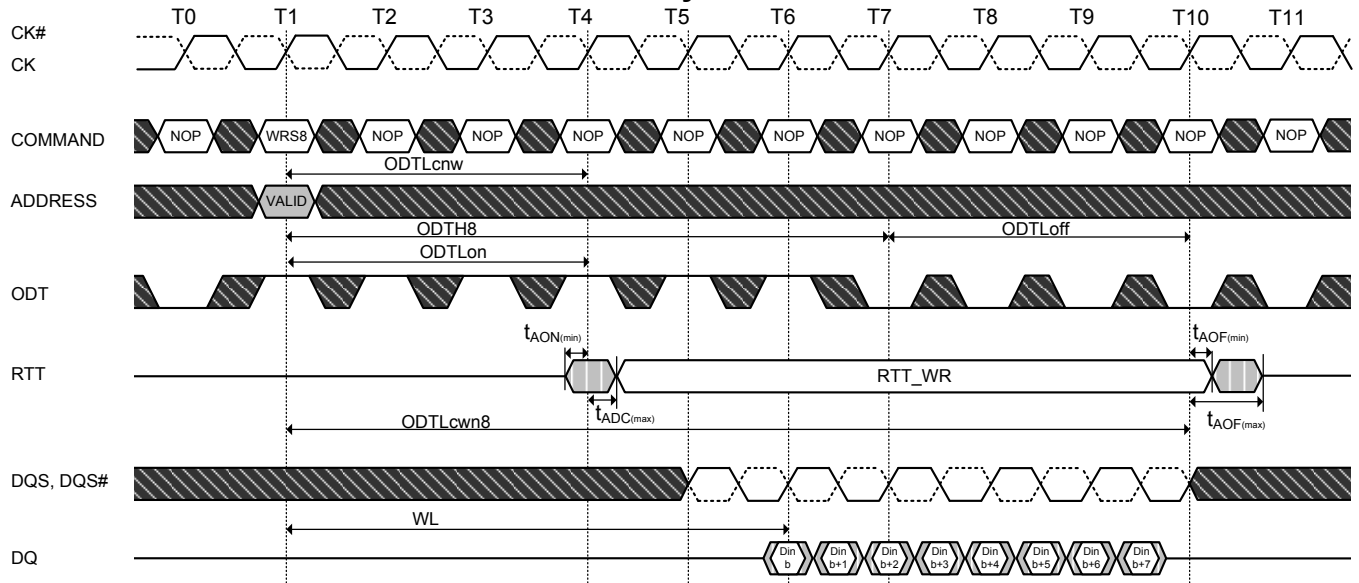 T0 T1 T2 T3 T4 T5 T6 T7 T8 T9 T10 T11
CK#
CK
COMMAND NOP WRS8 NOP NOP NOP NOP NOP NOP NOP NOP NOP NOP
ODTLcnw
ADDRESS VALID
ODTH8 ODTLoff
ODTLon
ODT
tAON(min) tAOF(min)
RTT RTT_WR
tADC(max) tAOF(max)
ODTLcwn8
DQS, DQS#
WL
DQ Din b Din b+1 Din b+2 Din b+3 Din b+4 Din b+5 Din b+6 Din b+7